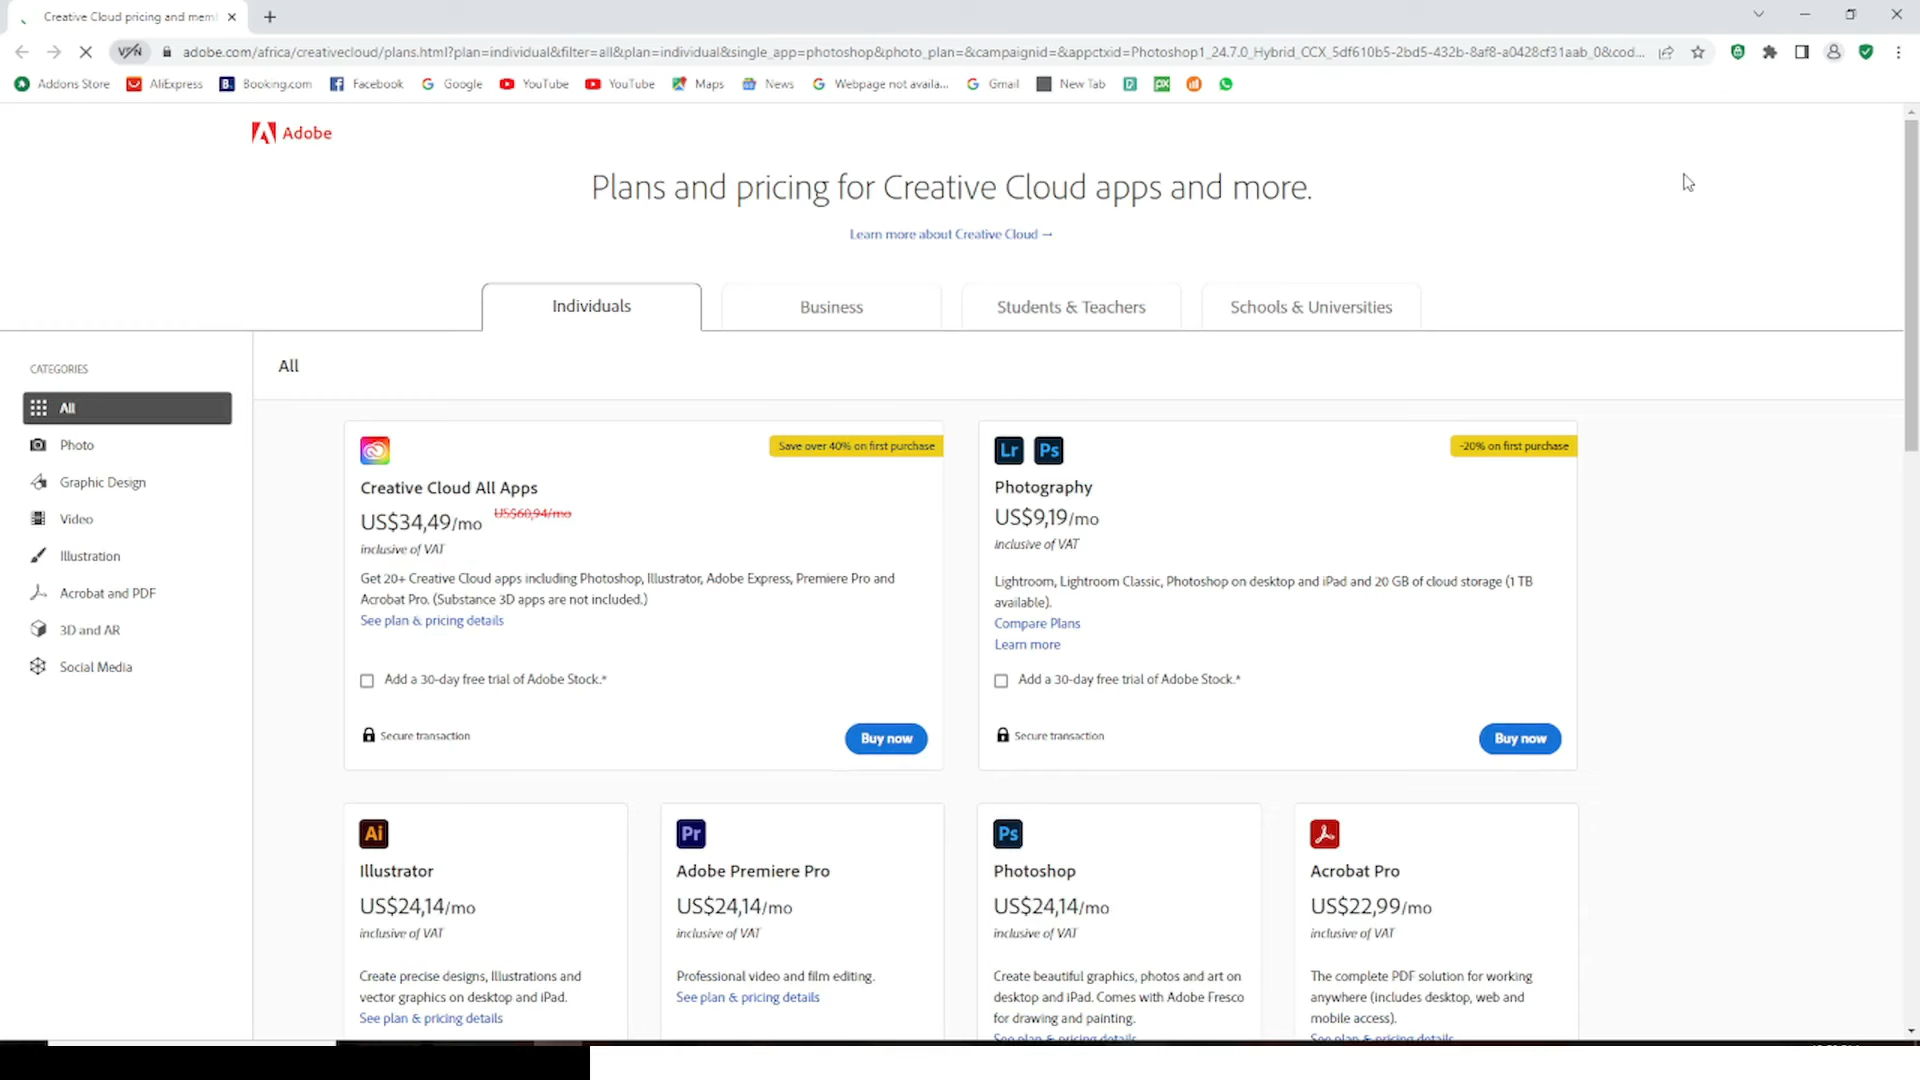 Creative Cloud pricing and mem
adobe.com/africa/creativecloud/plans.html?plan=individual&filter=all&plan=individual&single_app=photoshop&photo_plan=&campaignid=&appctxid=Photoshop1_24.7.0_Hybrid_CCX_5df610b5-2bd5-432b-8af8-a0428cf31aab_0&cod...
Addons Store AliExpress Booking.com Facebook Google YouTube YouTube Maps News Webpage not availa... Gmail New Tab
Adobe
Plans and pricing for Creative Cloud apps and more.
Learn more about Creative Cloud →
Individuals Business Students & Teachers Schools & Universities
CATEGORIES
All
Photo
Graphic Design
Video
Illustration
Acrobat and PDF
3D and AR
Social Media
All
Save over 40% on first purchase
Creative Cloud All Apps
US$34,49/mo US$60,94/mo
inclusive of VAT
Get 20+ Creative Cloud apps including Photoshop, Illustrator, Adobe Express, Premiere Pro and
Acrobat Pro. (Substance 3D apps are not included.)
See plan & pricing details
Add a 30-day free trial of Adobe Stock.*
Secure transaction
Buy now
Lr Ps
-20% on first purchase
Photography
US$9,19/mo
inclusive of VAT
Lightroom, Lightroom Classic, Photoshop on desktop and iPad and 20 GB of cloud storage (1 TB
available).
Compare Plans
Learn more
Add a 30-day free trial of Adobe Stock.*
Secure transaction
Buy now
Ai
Illustrator
US$24,14/mo
inclusive of VAT
Create precise designs, Illustrations and
vector graphics on desktop and iPad.
See plan & pricing details
Pr
Adobe Premiere Pro
US$24,14/mo
inclusive of VAT
Professional video and film editing.
See plan & pricing details
Ps
Photoshop
US$24,14/mo
inclusive of VAT
Create beautiful graphics, photos and art on
desktop and iPad. Comes with Adobe Fresco
for drawing and painting.
See plan & pricing details
Acrobat Pro
US$22,99/mo
inclusive of VAT
The complete PDF solution for working
anywhere (includes desktop, web and
mobile access).
See plan & pricing details